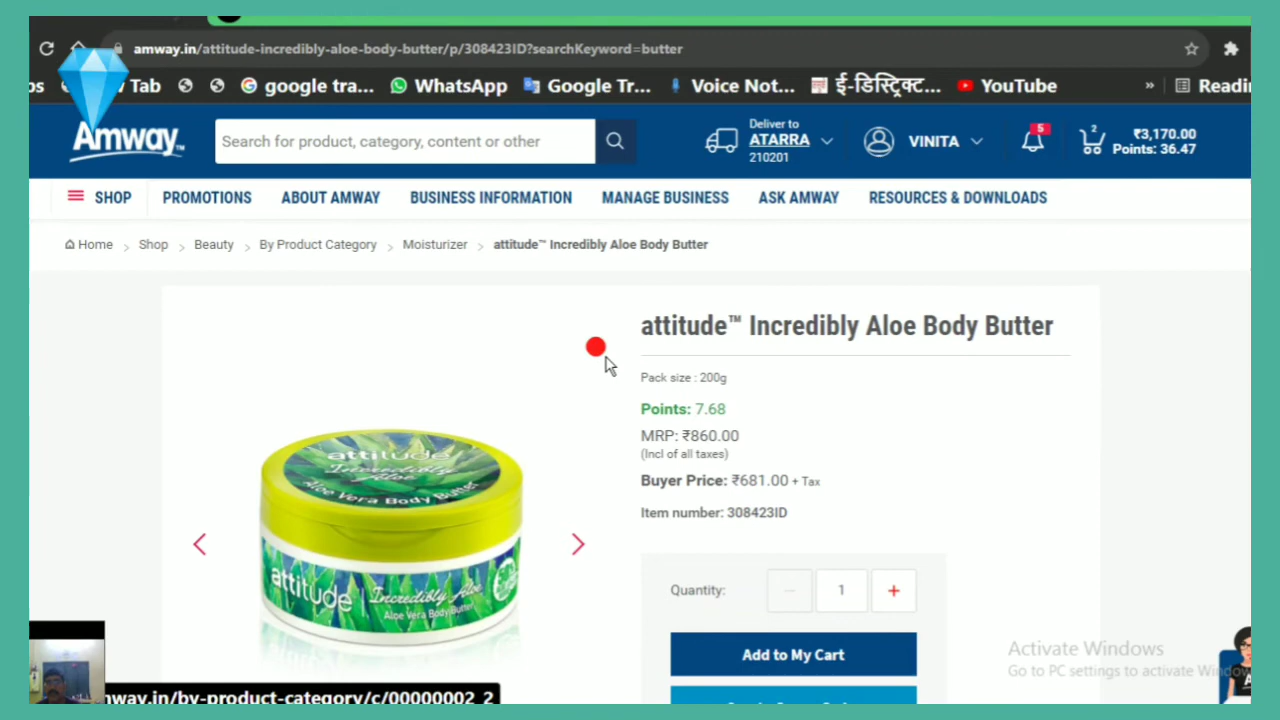 amway.in/attitude-incredibly-aloe-body-butter/p/308423ID?searchKeyword=butter
Tab google tra... WhatsApp Google Tr... Voice Not... ई-डिस्ट्रिक्ट... YouTube »
Amway
Search for product, category, content or other
Deliver to
ATARRA
210201
VINITA
5
2
₹3,170.00
Points: 36.47
SHOP PROMOTIONS ABOUT AMWAY BUSINESS INFORMATION MANAGE BUSINESS ASK AMWAY RESOURCES & DOWNLOADS
Home > Shop > Beauty > By Product Category > Moisturizer > attitude™ Incredibly Aloe Body Butter
attitude™ Incredibly Aloe Body Butter
Pack size : 200g
Points: 7.68
MRP: ₹860.00
(Incl of all taxes)
Buyer Price: ₹681.00 + Tax
Item number: 308423ID
attitude
Incredibly
Aloe
Aloe Vera Body Butter
attitude Incredibly Aloe
Aloe Vera Body Butter
Quantity: 1 +
Add to My Cart
Activate Windows
Go to PC settings to activate Windov
mway.in/by-product-category/c/00000002_2